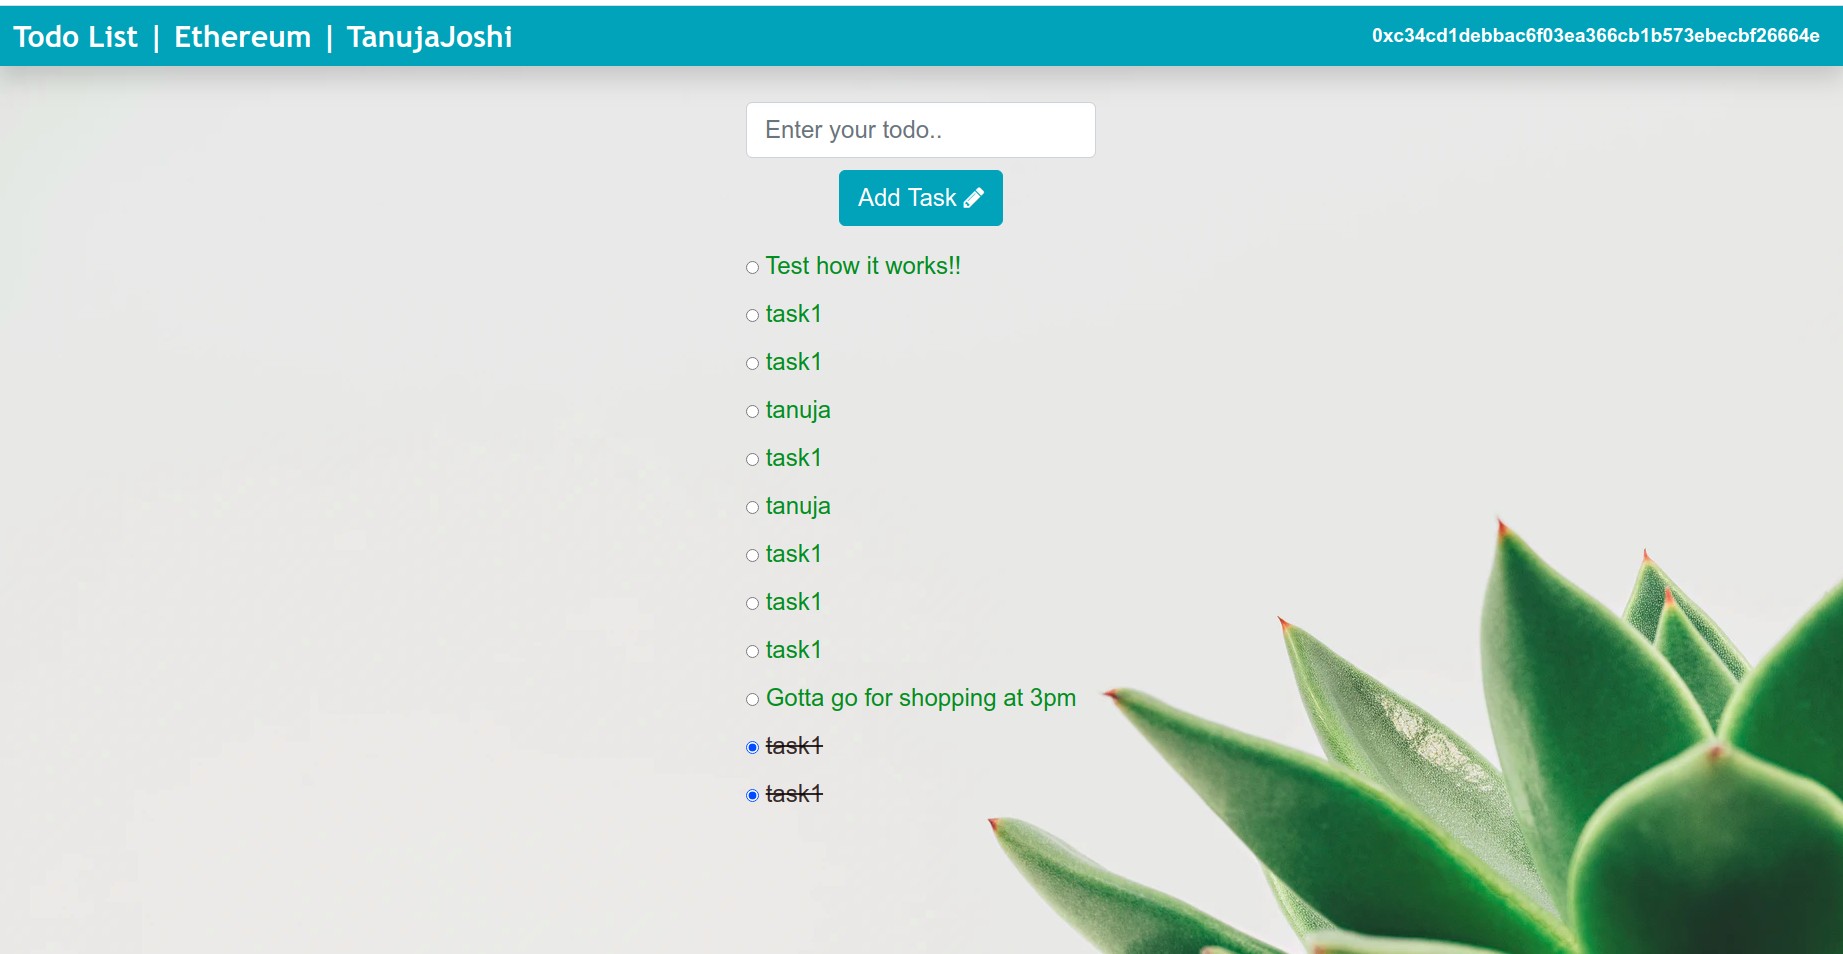 Todo List | Ethereum | TanujaJoshi
0xc34cd1debbac6f03ea366cb1b573ebecbf26664e
Enter your todo..
Add Task
Test how it works!!
task1
task1
tanuja
task1
tanuja
task1
task1
task1
Gotta go for shopping at 3pm
task1
task1